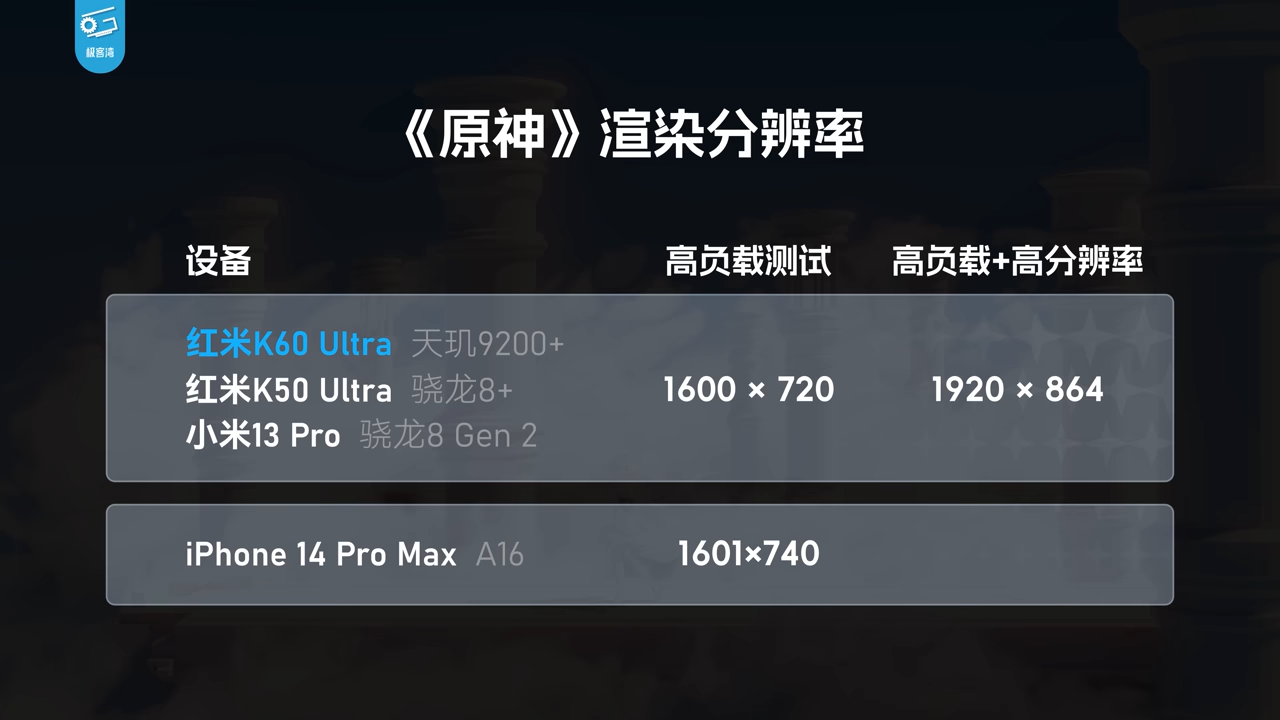 极客湾
《原神》渲染分辨率
设备 高负载测试 高负载+高分辨率
红米K60 Ultra 天玑9200+
红米K50 Ultra 骁龙8+ 1600 × 720 1920 × 864
小米13 Pro 骁龙8 Gen 2
iPhone 14 Pro Max A16 1601×740